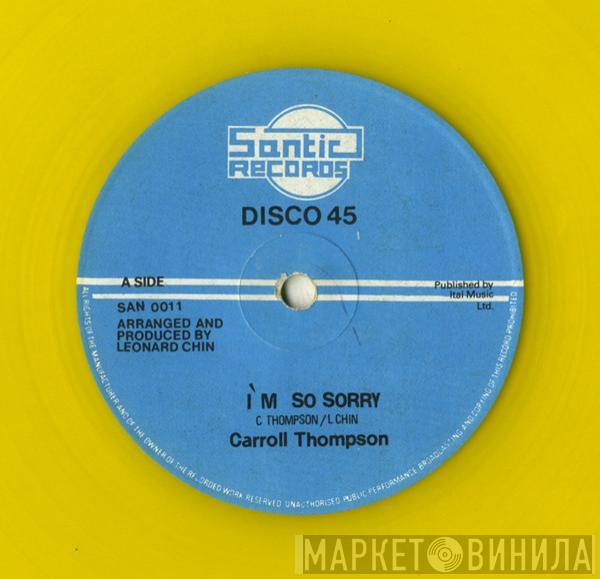 Santic
RECORDS
DISCO 45
A SIDE
SAN 0011
ARRANGED AND
PRODUCED BY
LEONARD CHIN
Published by
Ital Music
Ltd.
I`M SO SORRY
C THOMPSON/L CHIN
Carroll Thompson
ALL RIGHTS OF THE MANUFACTURER AND OF THE OWNER OF THE RECORDED WORK RESERVED UNAUTHORISED PUBLIC PERFORMANCE BROADCASTING AND COPYING OF THIS RECORD PROHIBITED
МАРКЕТ ВИНИЛА